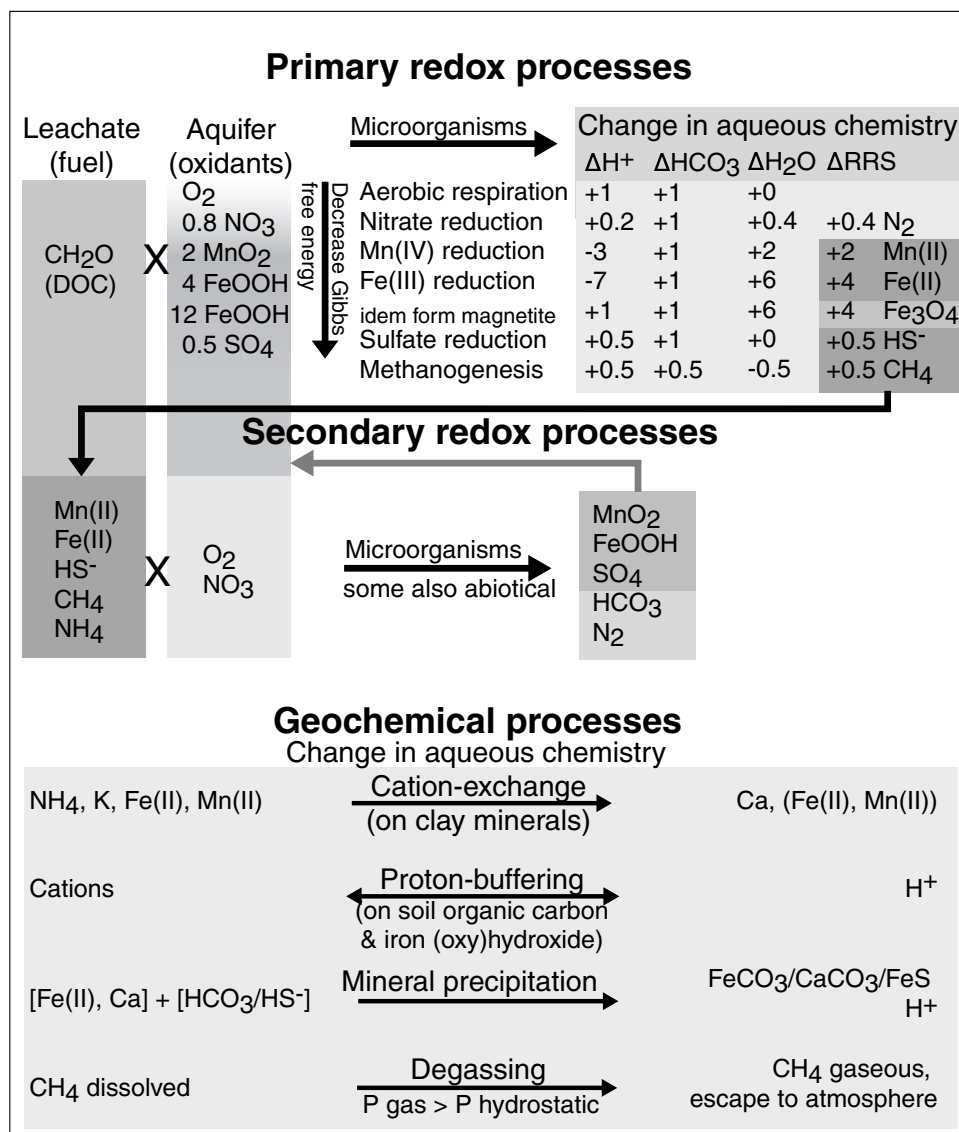 Primary redox processes
Leachate
(fuel)
Aquifer
(oxidants)
Microorganisms
Change in aqueous chemistry
ΔH+ ΔHCO3 ΔH2O ΔRRS
CH2O
(DOC)
X
O2
0.8 NO3
2 MnO2
4 FeOOH
12 FeOOH
0.5 SO4
Decrease Gibbs
free energy
Aerobic respiration +1 +1 +0
Nitrate reduction +0.2 +1 +0.4 +0.4 N2
Mn(IV) reduction -3 +1 +2 +2 Mn(II)
Fe(III) reduction -7 +1 +6 +4 Fe(II)
idem form magnetite +1 +1 +6 +4 Fe3O4
Sulfate reduction +0.5 +1 +0 +0.5 HS-
Methanogenesis +0.5 +0.5 -0.5 +0.5 CH4
Secondary redox processes
Mn(II)
Fe(II)
HS-
CH4
NH4
X
O2
NO3
Microorganisms
some also abiotical
MnO2
FeOOH
SO4
HCO3
N2
Geochemical processes
Change in aqueous chemistry
NH4, K, Fe(II), Mn(II)
Cation-exchange
(on clay minerals)
Ca, (Fe(II), Mn(II))
Cations
Proton-buffering
(on soil organic carbon
& iron (oxy)hydroxide)
H+
[Fe(II), Ca] + [HCO3/HS-]
Mineral precipitation
FeCO3/CaCO3/FeS
H+
CH4 dissolved
Degassing
P gas > P hydrostatic
CH4 gaseous,
escape to atmosphere